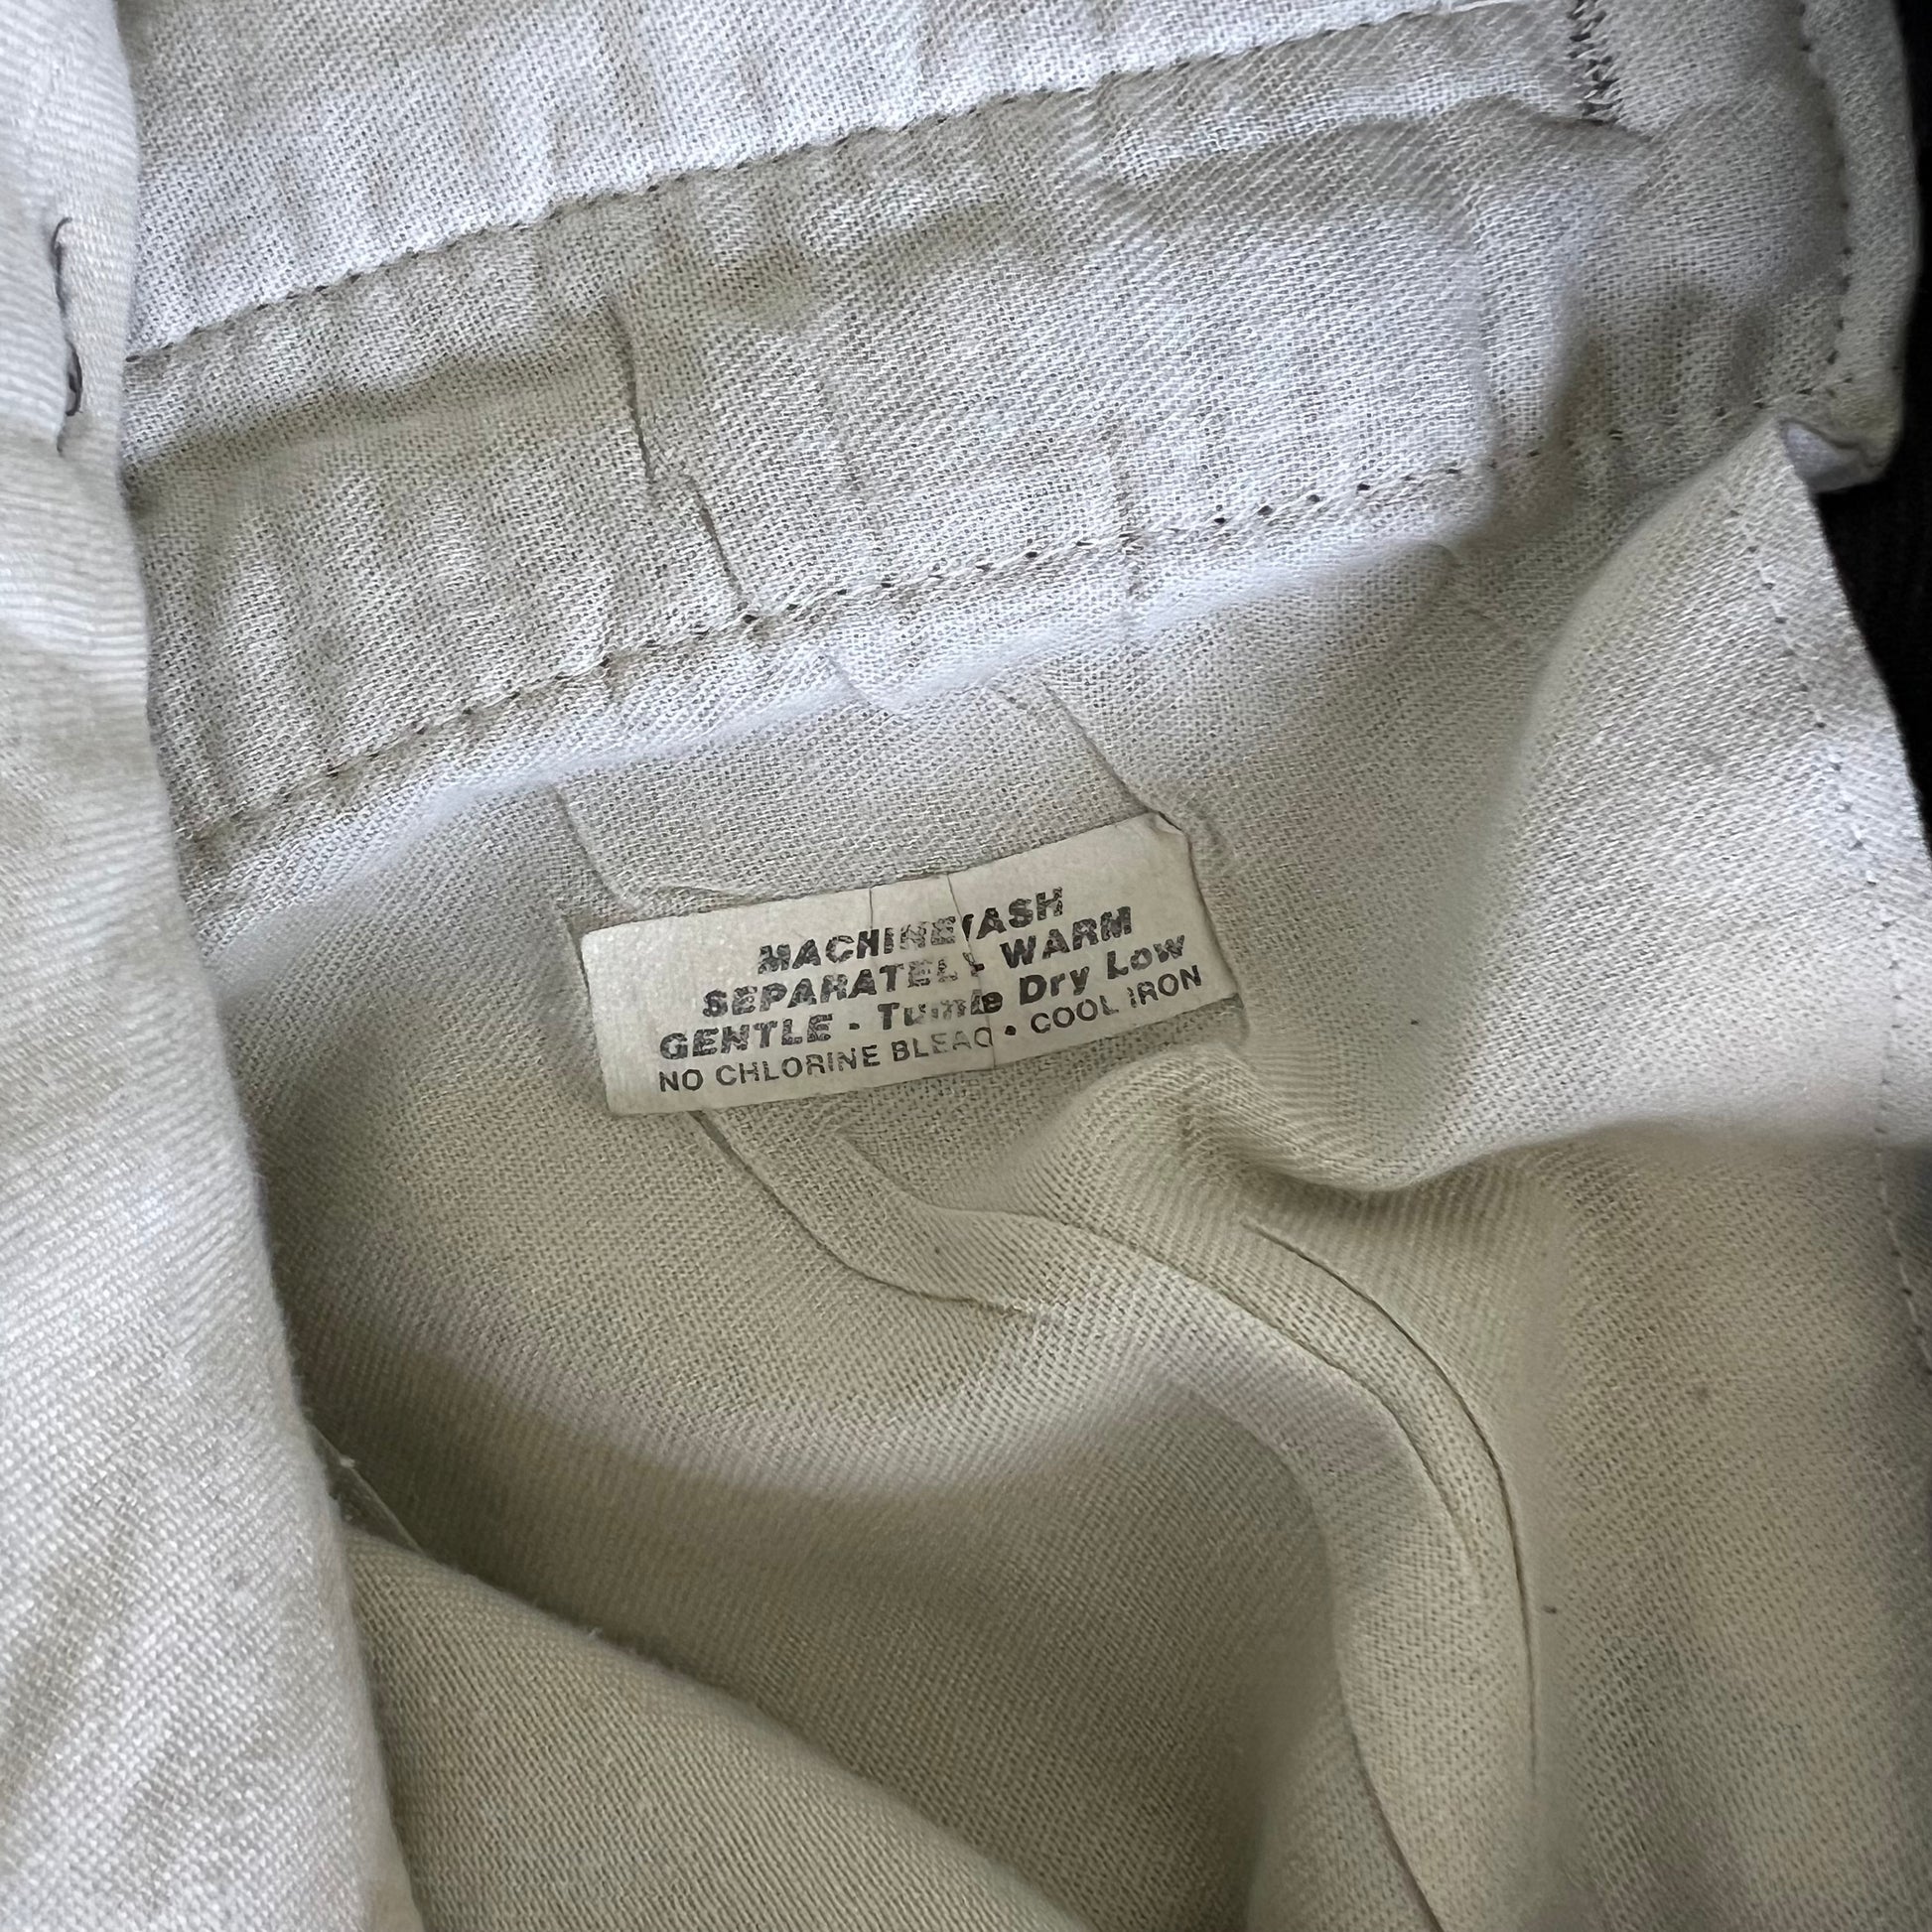 MACHINE WASH
SEPARATELY - WARM
GENTLE - Tumble Dry Low
NO CHLORINE BLEACH • COOL IRON